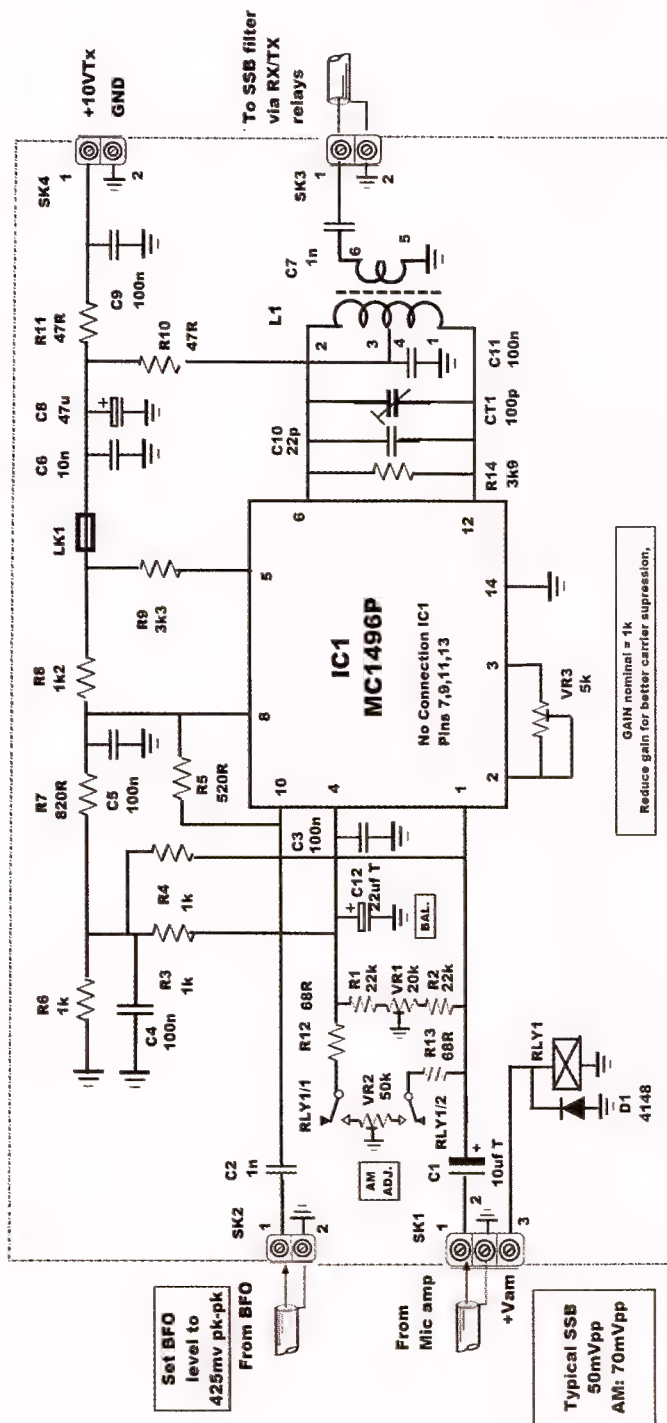 Set BFO
level to
425mv pk-pk
From BFO
SK2
1
2
C2
1n
From
Mic amp
+Vam
Typical SSB
50mVpp
AM: 70mVpp
SK1
1
2
3
C1
10uf T
+
AM
ADJ.
RLY1/1
VR2
50k
RLY1/2
R12
68R
R13
68R
R1
22k
VR1
20k
R2
22k
RLY1
D1
4148
BAL.
+
C12
22uf T
C3
100n
R6
1k
C4
100n
R3
1k
R4
1k
R7
820R
C5
100n
R5
520R
R8
1k2
R9
3k3
LK1
C6
10n
C8
47u
+
R11
47R
R10
47R
C9
100n
SK4
1
2
+10VTx
GND
10
8
5
4
1
6
12
14
3
2
IC1
MC1496P
No Connection IC1
Pins 7,9,11,13
VR3
5k
GAIN nominal = 1k
Reduce gain for better carrier supression,
R14
3k9
C10
22p
CT1
100p
C11
100n
L1
2
3
4
1
6
5
C7
1n
SK3
1
2
To SSB filter
via RX/TX
relays